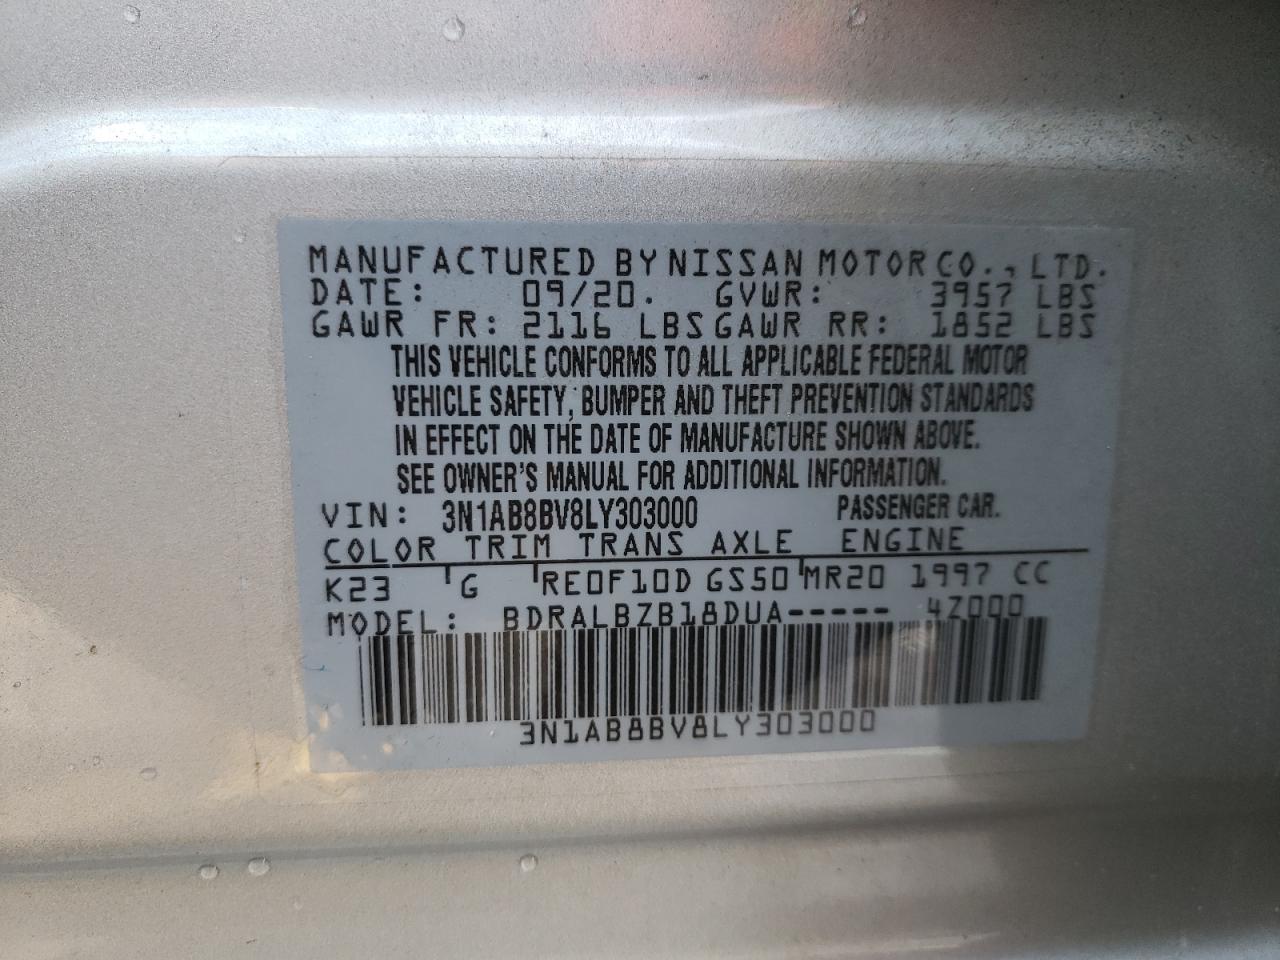 MANUFACTURED BY NISSAN MOTOR CO., LTD.
DATE: 09/20. GVWR: 3957 LBS
GAWR FR: 2116 LBS GAWR RR: 1852 LBS
THIS VEHICLE CONFORMS TO ALL APPLICABLE FEDERAL MOTOR
VEHICLE SAFETY, BUMPER AND THEFT PREVENTION STANDARDS
IN EFFECT ON THE DATE OF MANUFACTURE SHOWN ABOVE.
SEE OWNER'S MANUAL FOR ADDITIONAL INFORMATION.
VIN: 3N1AB8BV8LY303000 PASSENGER CAR.
COLOR TRIM TRANS AXLE ENGINE
K23 G RE0F10D GS50 MR20 1997 CC
MODEL: BDRALBZB18DUA----- 4Z000
3N1AB8BV8LY303000